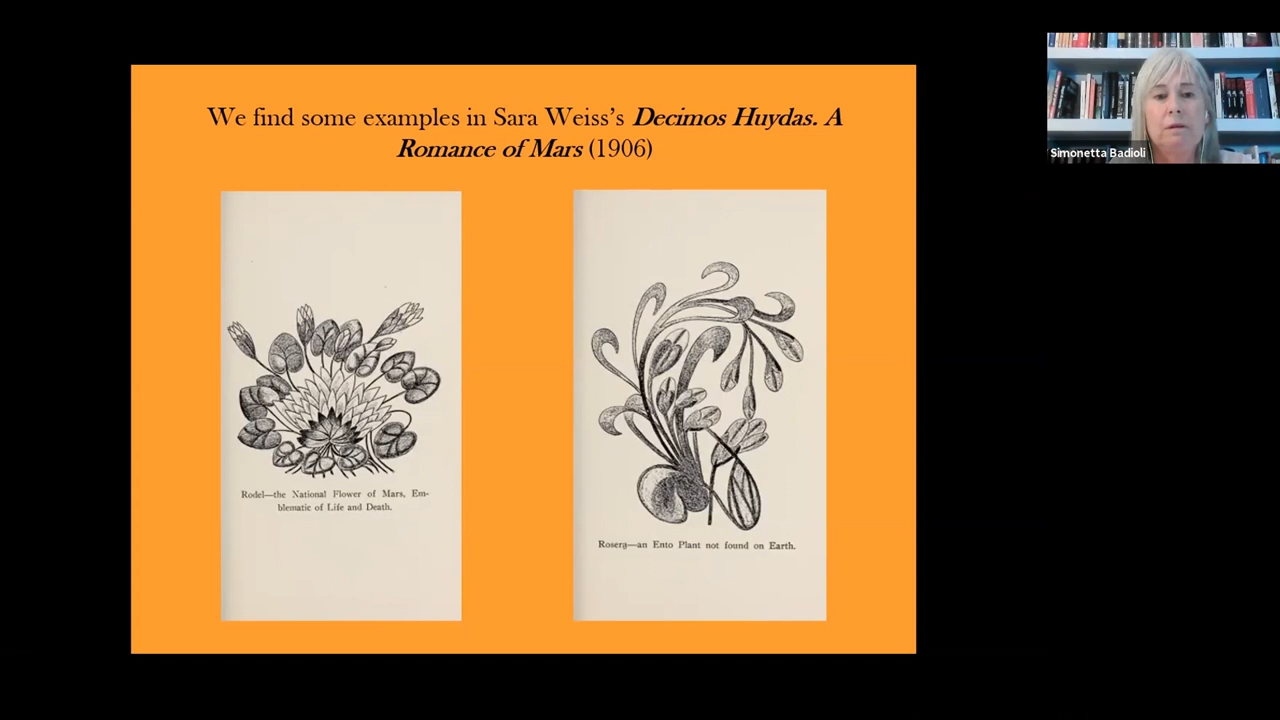 We find some examples in Sara Weiss’s Decimos Huydas. A
Romance of Mars (1906)
Rodel—the National Flower of Mars, Em-
blematic of Life and Death.
Rosera—an Ento Plant not found on Earth.
Simonetta Badioli